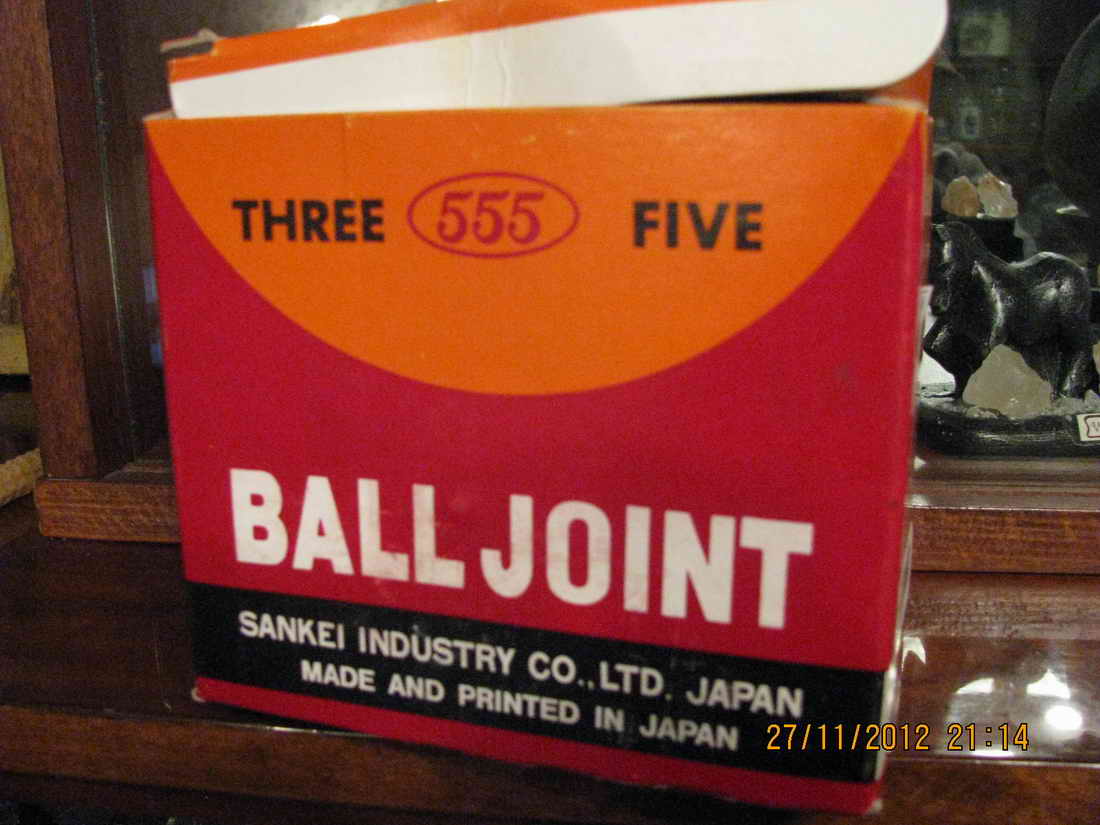 THREE 555 FIVE
BALL JOINT
SANKEI INDUSTRY CO.,LTD. JAPAN
MADE AND PRINTED IN JAPAN
27/11/2012 21:14